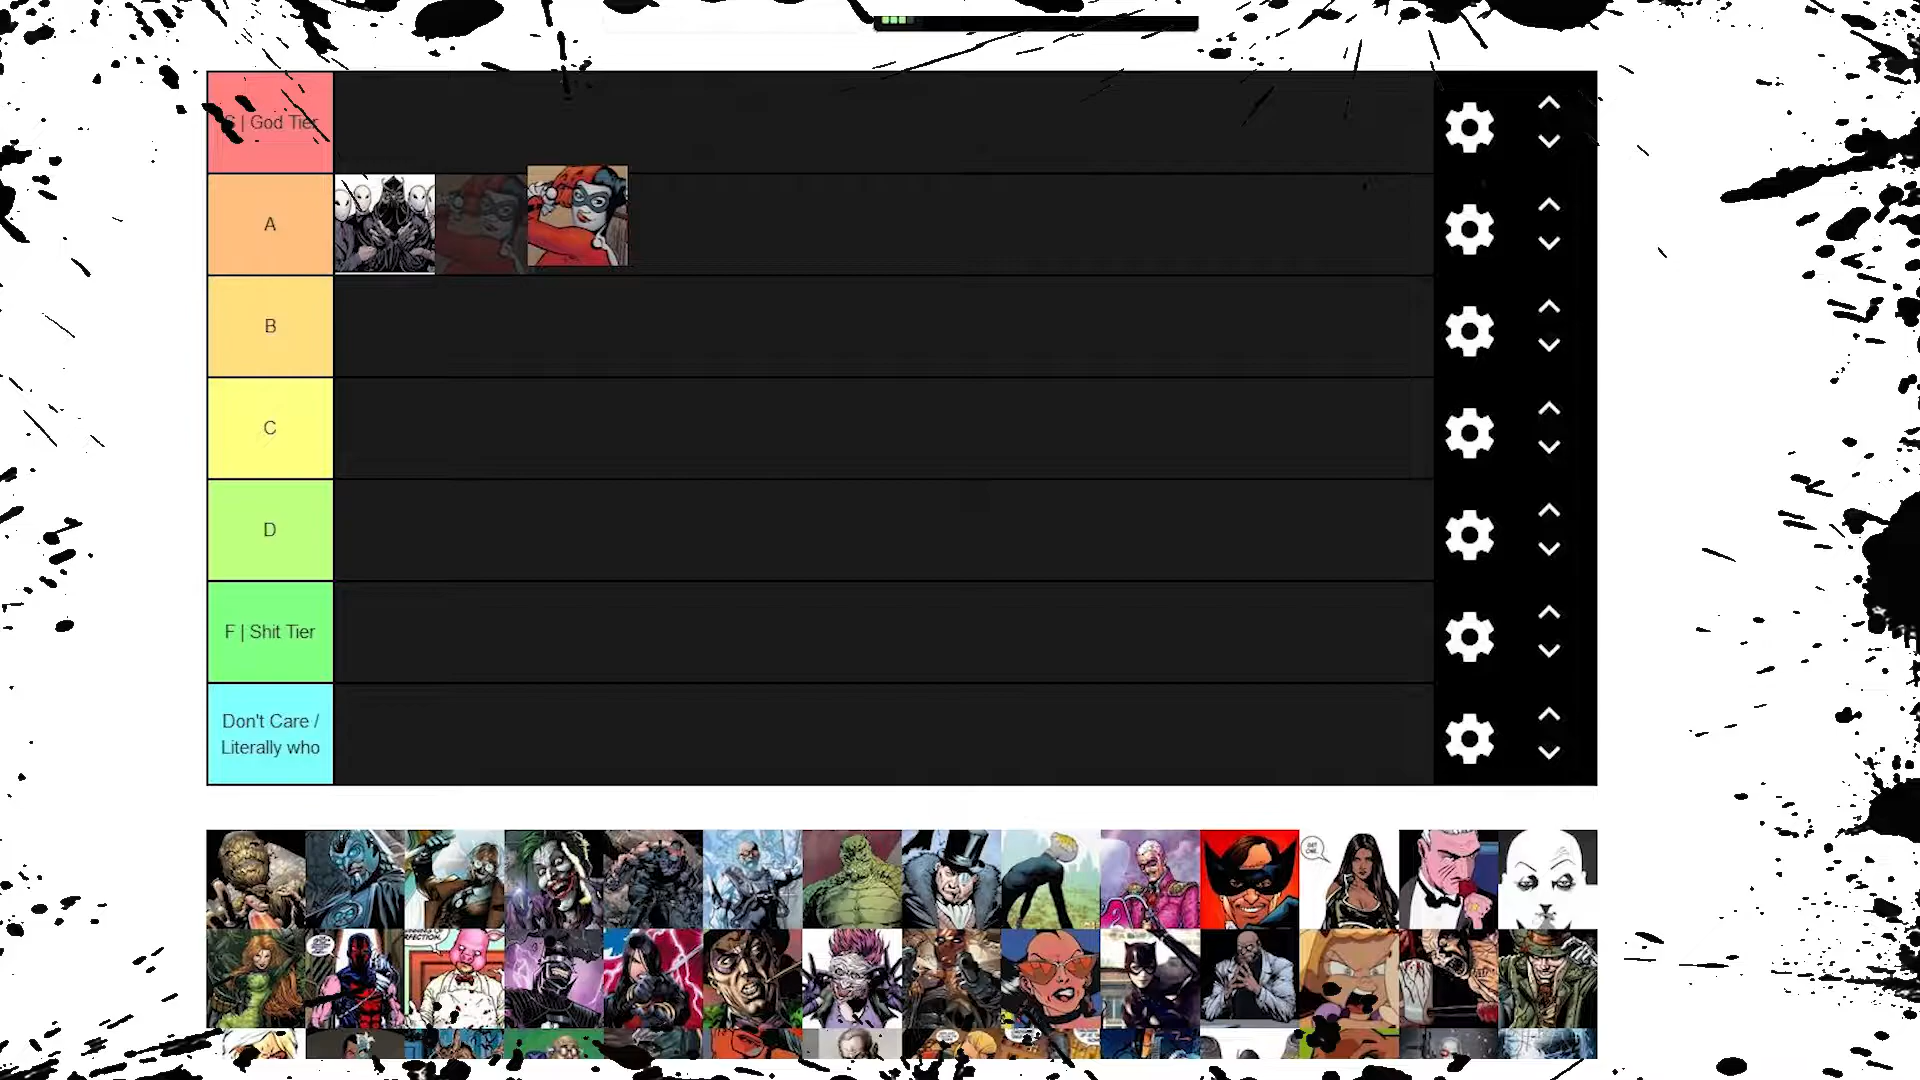 S | God Tier
A
B
C
D
F | Shit Tier
Don't Care /
Literally who